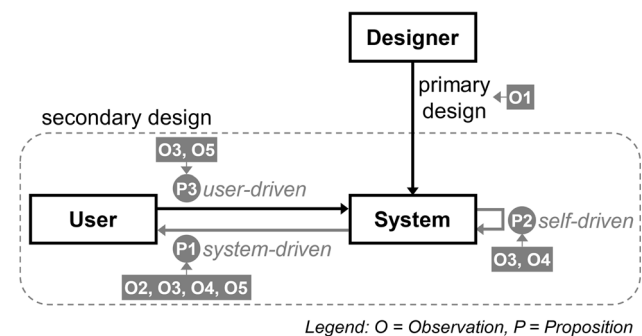 Designer
primary
design
O1
secondary design
O3, O5
P3 user-driven
User
System
P2 self-driven
P1 system-driven
O3, O4
O2, O3, O4, O5
Legend: O = Observation, P = Proposition